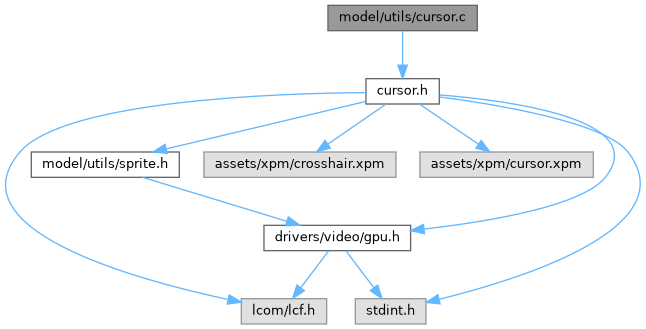 model/utils/cursor.c
cursor.h
model/utils/sprite.h
assets/xpm/crosshair.xpm
assets/xpm/cursor.xpm
drivers/video/gpu.h
lcom/lcf.h
stdint.h